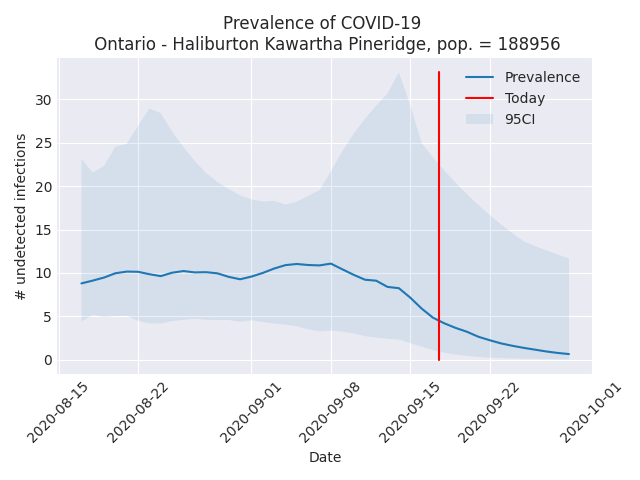 Prevalence of COVID-19
Ontario - Haliburton Kawartha Pineridge, pop. = 188956
Prevalence
Today
95CI
# undetected infections
30
25
20
15
10
5
0
2020-08-15
2020-08-22
2020-09-01
2020-09-08
2020-09-15
2020-09-22
2020-10-01
Date